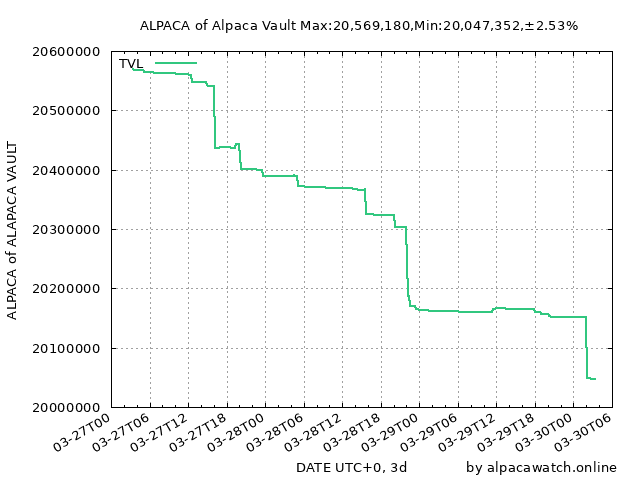 ALPACA of Alpaca Vault Max:20,569,180,Min:20,047,352,±2.53%
TVL
ALPACA of ALAPACA VAULT
20600000
20500000
20400000
20300000
20200000
20100000
20000000
03-27T00
03-27T06
03-27T12
03-27T18
03-28T00
03-28T06
03-28T12
03-28T18
03-29T00
03-29T06
03-29T12
03-29T18
03-30T00
03-30T06
DATE UTC+0, 3d
by alpacawatch.online